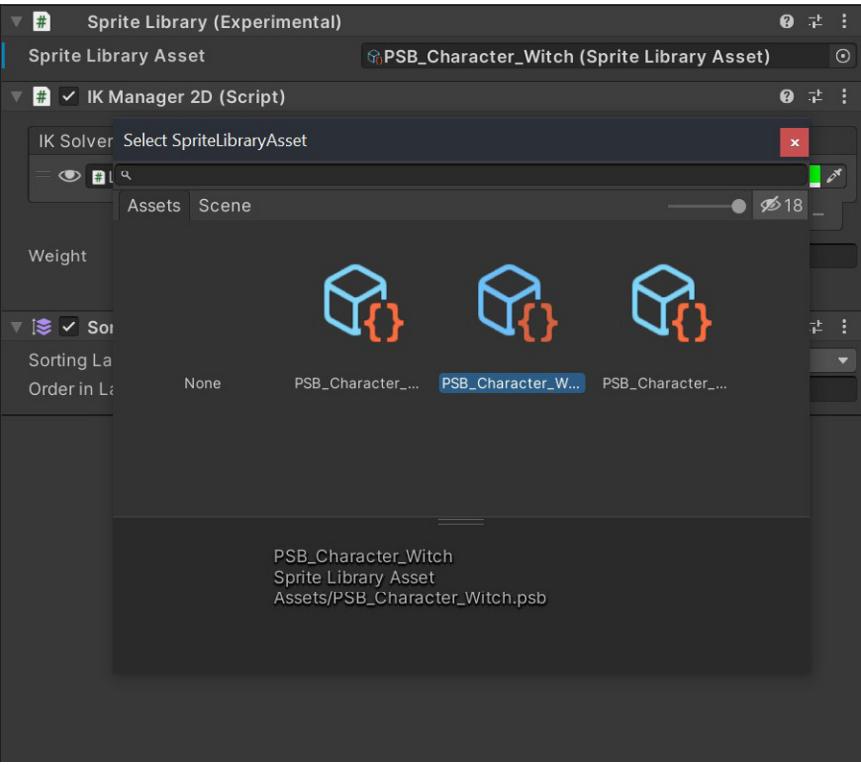 Sprite Library (Experimental)
Sprite Library Asset PSB_Character_Witch (Sprite Library Asset)
IK Manager 2D (Script)
IK Solver
Select SpriteLibraryAsset
Assets Scene 18
Weight
Sor
Sorting La
Order in La
None PSB_Character_... PSB_Character_W... PSB_Character_...
PSB_Character_Witch
Sprite Library Asset
Assets/PSB_Character_Witch.psb